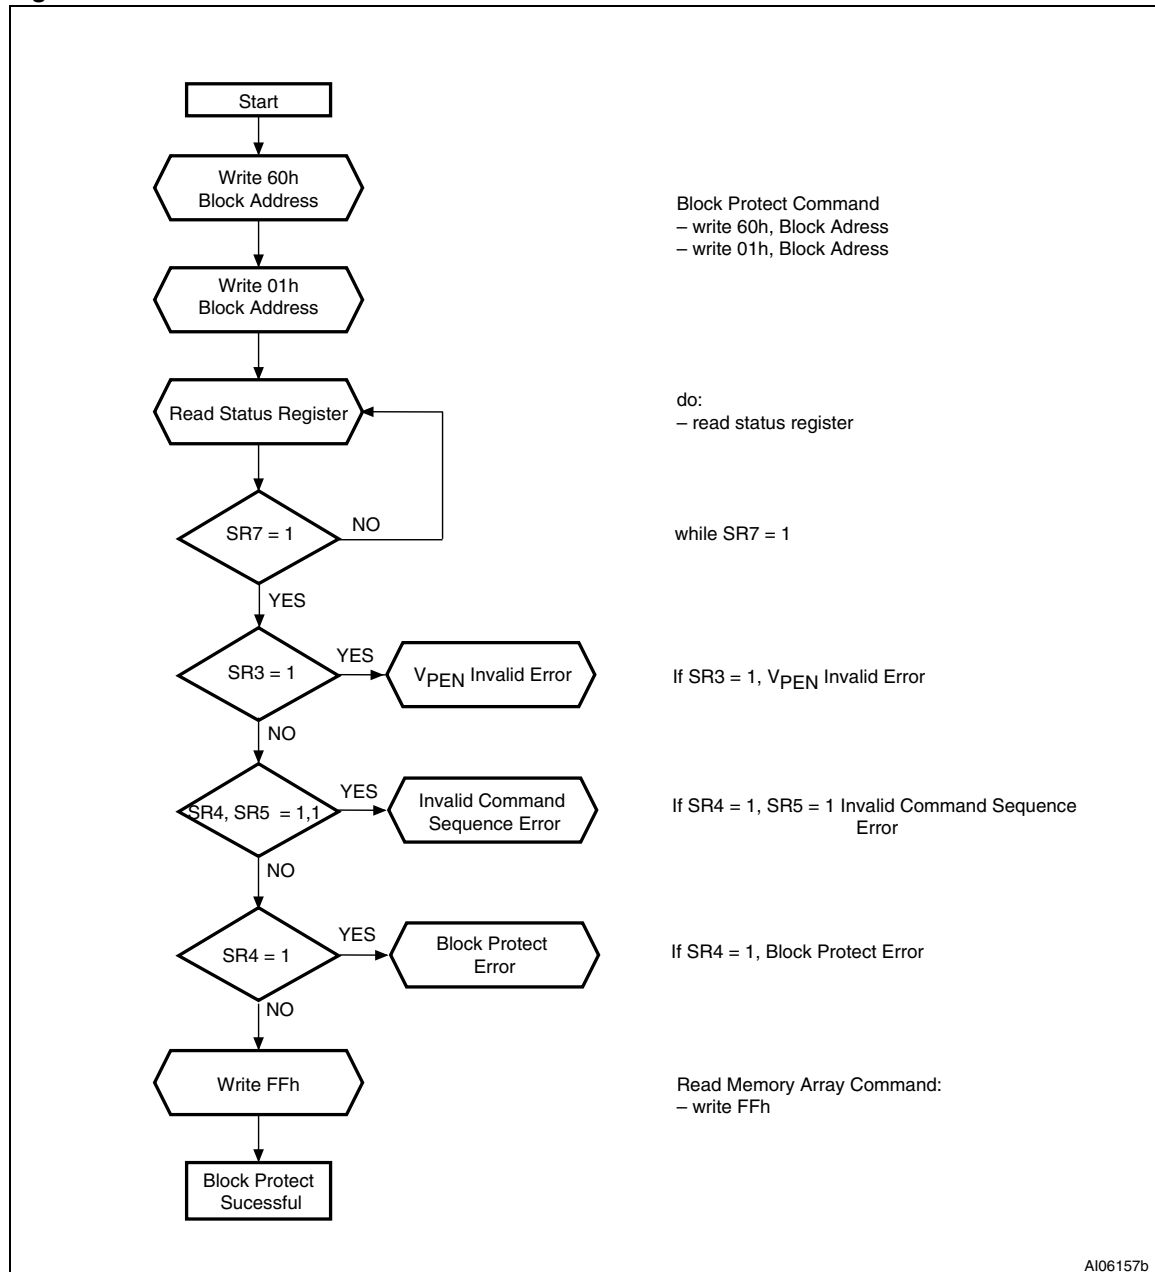 Start
Write 60h
Block Address
Block Protect Command
– write 60h, Block Adress
– write 01h, Block Adress
Write 01h
Block Address
Read Status Register
do:
– read status register
SR7 = 1
NO
while SR7 = 1
YES
SR3 = 1
YES
VPEN Invalid Error
If SR3 = 1, VPEN Invalid Error
NO
SR4, SR5 = 1,1
YES
Invalid Command
Sequence Error
If SR4 = 1, SR5 = 1 Invalid Command Sequence
Error
NO
SR4 = 1
YES
Block Protect
Error
If SR4 = 1, Block Protect Error
NO
Write FFh
Read Memory Array Command:
– write FFh
Block Protect
Sucessful
AI06157b